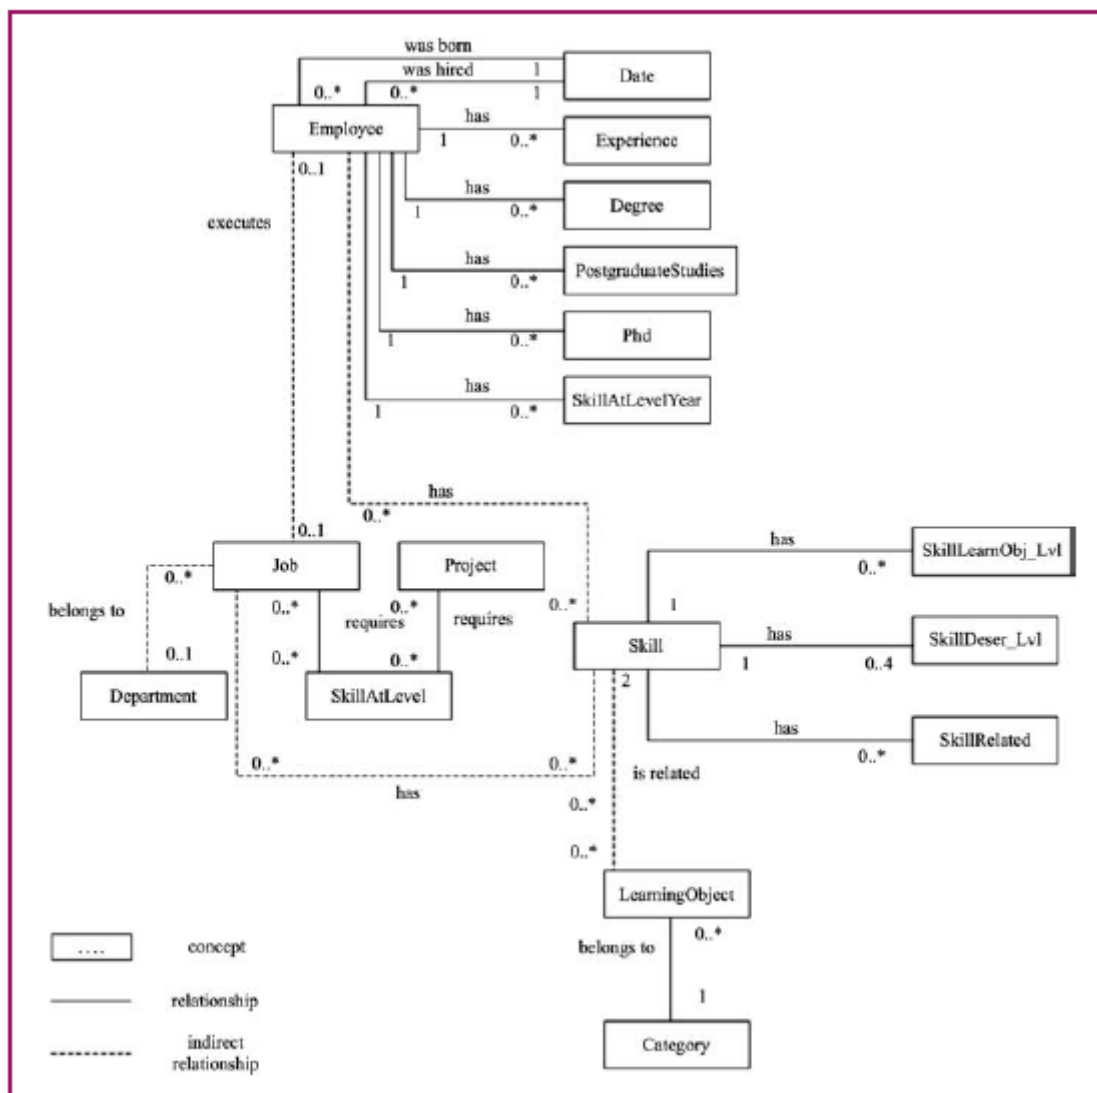 was born
Date
was hired
1
0..*
0..*
1
Employee
has
Experience
1
0..*
0..1
has
Degree
1
0..*
executes
has
PostgraduateStudies
1
0..*
has
Phd
1
0..*
has
SkillAtLevelYear
1
0..*
has
0..*
0..1
has
SkillLearnObj_Lvl
0..*
Job
Project
0..*
belongs to
0..*
requires
0..*
requires
0..*
1
Skill
has
SkillDeser_Lvl
0..1
0..*
0..*
2
1
0..4
Department
SkillAtLevel
has
SkillRelated
0..*
0..*
0..*
is related
has
0..*
0..*
LearningObject
0..*
belongs to
....
concept
relationship
1
indirect
relationship
Category